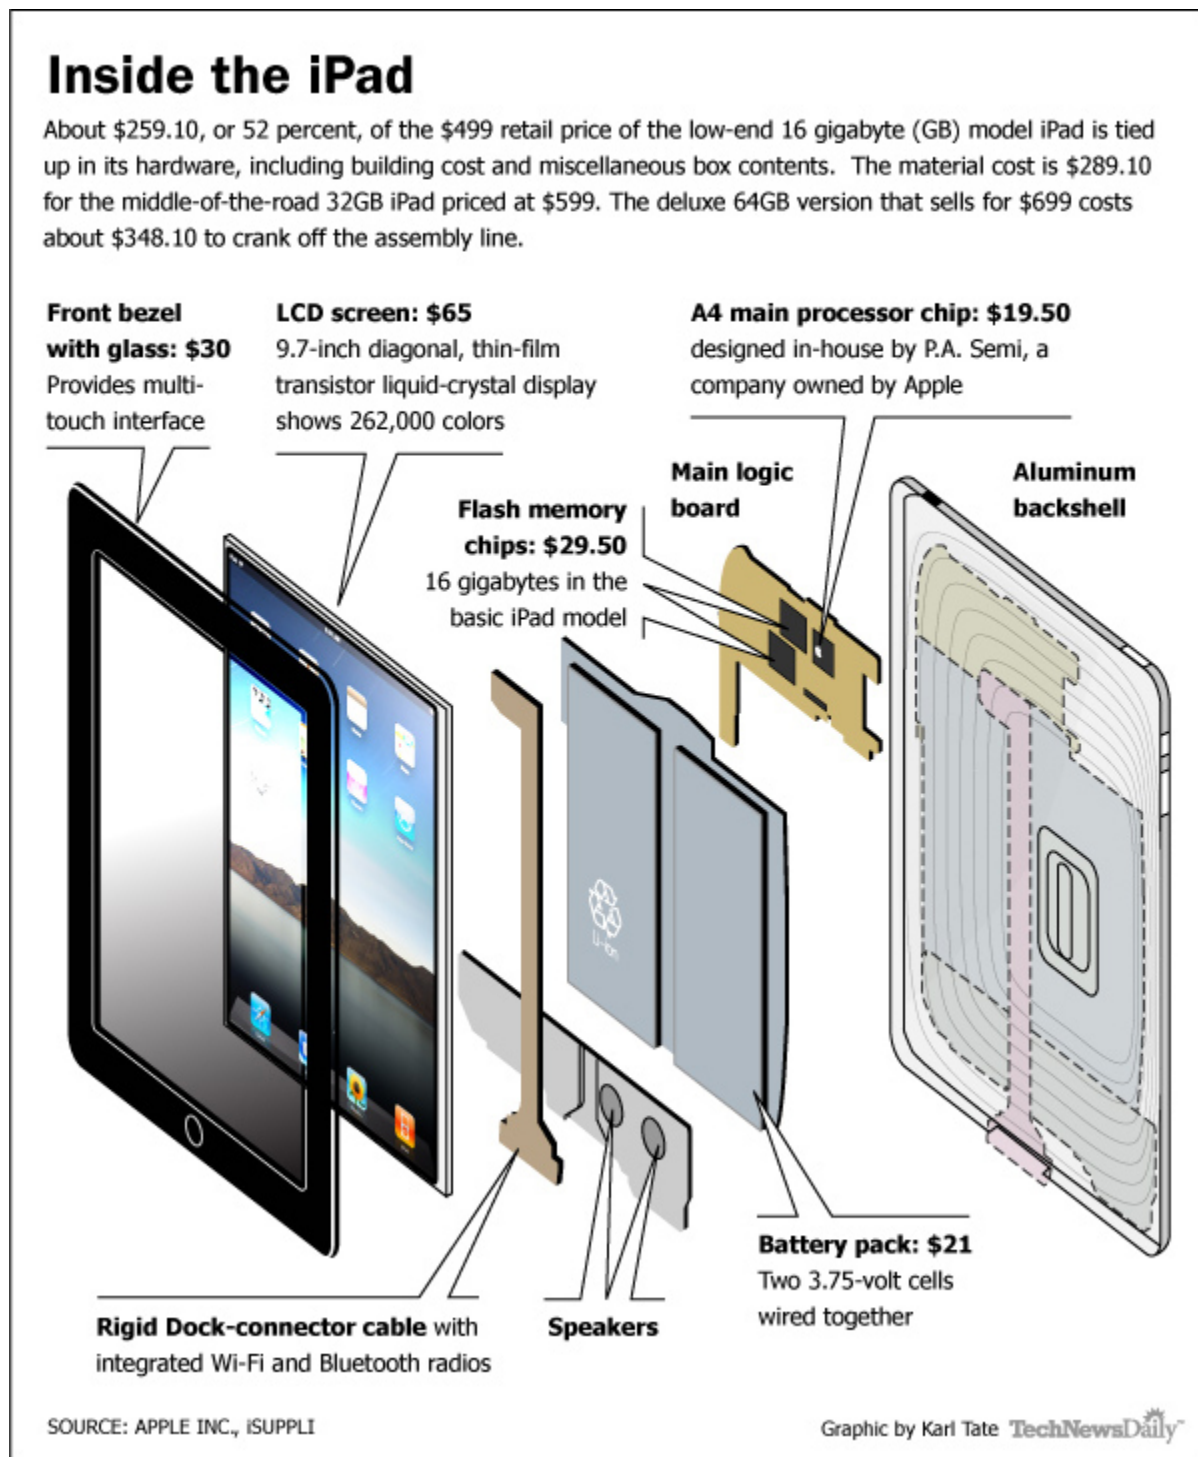 Inside the iPad
About $259.10, or 52 percent, of the $499 retail price of the low-end 16 gigabyte (GB) model iPad is tied
up in its hardware, including building cost and miscellaneous box contents.  The material cost is $289.10
for the middle-of-the-road 32GB iPad priced at $599. The deluxe 64GB version that sells for $699 costs
about $348.10 to crank off the assembly line.
Front bezel
with glass: $30
Provides multi-
touch interface
LCD screen: $65
9.7-inch diagonal, thin-film
transistor liquid-crystal display
shows 262,000 colors
A4 main processor chip: $19.50
designed in-house by P.A. Semi, a
company owned by Apple
Main logic
board
Aluminum
backshell
Flash memory
chips: $29.50
16 gigabytes in the
basic iPad model
Li-ion
Battery pack: $21
Two 3.75-volt cells
wired together
Rigid Dock-connector cable with
integrated Wi-Fi and Bluetooth radios
Speakers
SOURCE: APPLE INC., iSUPPLI
Graphic by Karl Tate TechNewsDaily